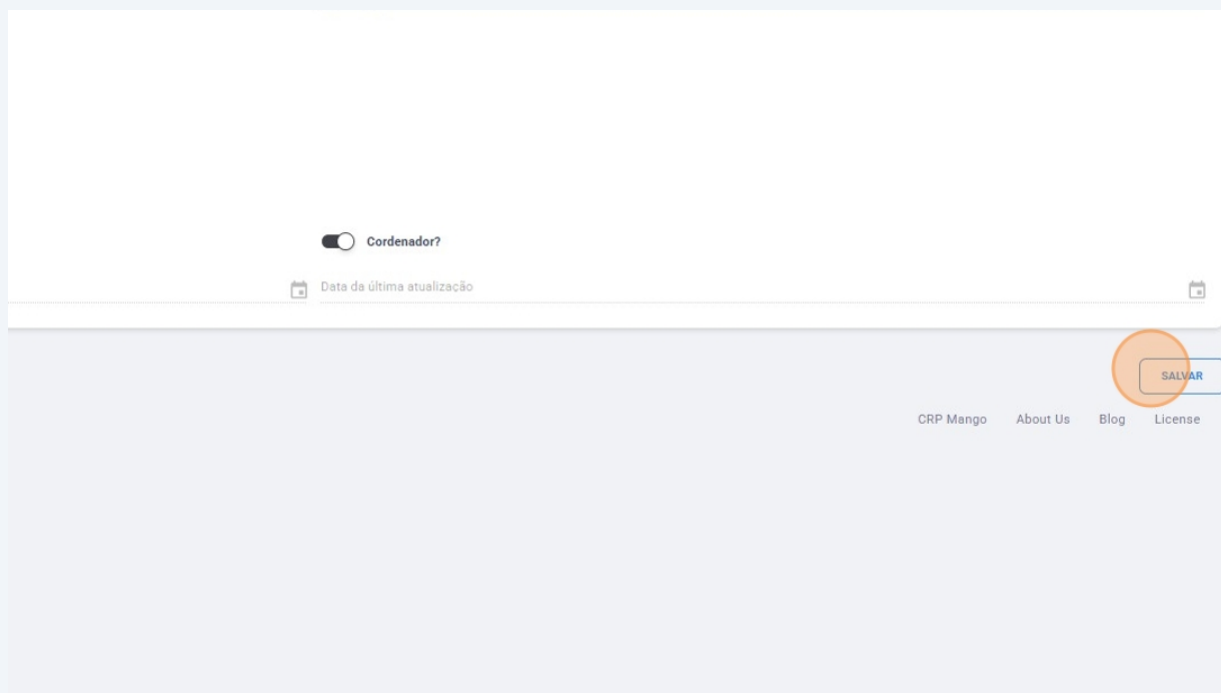 Cordenador?
Data da última atualização
SALVAR
CRP Mango About Us Blog License